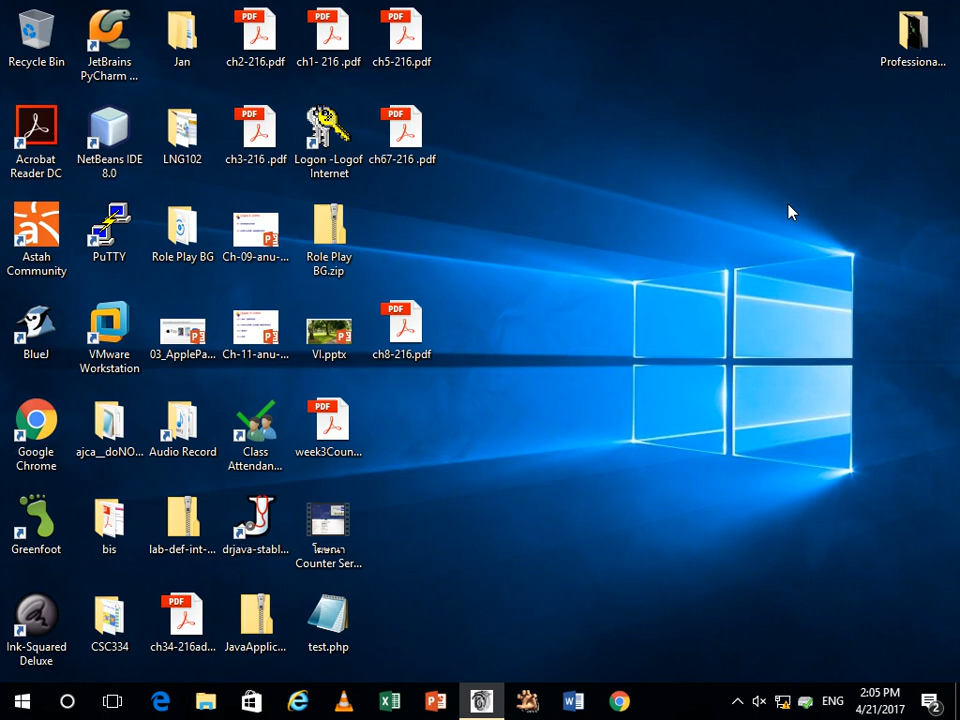 Recycle Bin
JetBrains
PyCharm ...
Jan
PDF
ch2-216.pdf
PDF
ch1- 216 .pdf
PDF
ch5-216.pdf
Professiona...
Acrobat
Reader DC
NetBeans IDE
8.0
LNG102
PDF
ch3-216 .pdf
Logon -Logof
Internet
PDF
ch67-216 .pdf
Astah
Community
PuTTY
Role Play BG
Ch-09-anu-...
Role Play
BG.zip
BlueJ
VMware
Workstation
03_ApplePa...
Ch-11-anu-...
VI.pptx
PDF
ch8-216.pdf
Google
Chrome
ajca__doNO...
Audio Record
Class
Attendan...
PDF
week3Coun...
Greenfoot
bis
lab-def-int-...
drjava-stabl...
โฆษณา
Counter Ser...
Ink-Squared
Deluxe
CSC334
PDF
ch34-216ad...
JavaApplic...
test.php
ENG
2:05 PM
4/21/2017
2